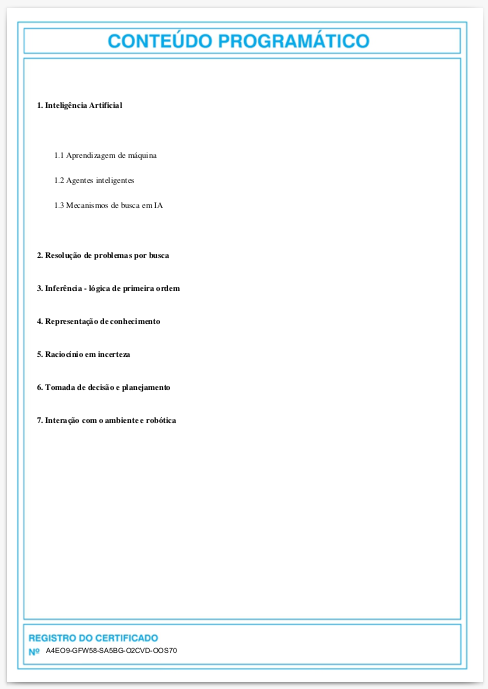 CONTEÚDO PROGRAMÁTICO
1. Inteligência Artificial
1.1 Aprendizagem de máquina
1.2 Agentes inteligentes
1.3 Mecanismos de busca em IA
2. Resolução de problemas por busca
3. Inferência - lógica de primeira ordem
4. Representação de conhecimento
5. Raciocínio em incerteza
6. Tomada de decisão e planejamento
7. Interação com o ambiente e robótica
REGISTRO DO CERTIFICADO
Nº A4EO9-GFW58-SA5BG-O2CVD-OOS70